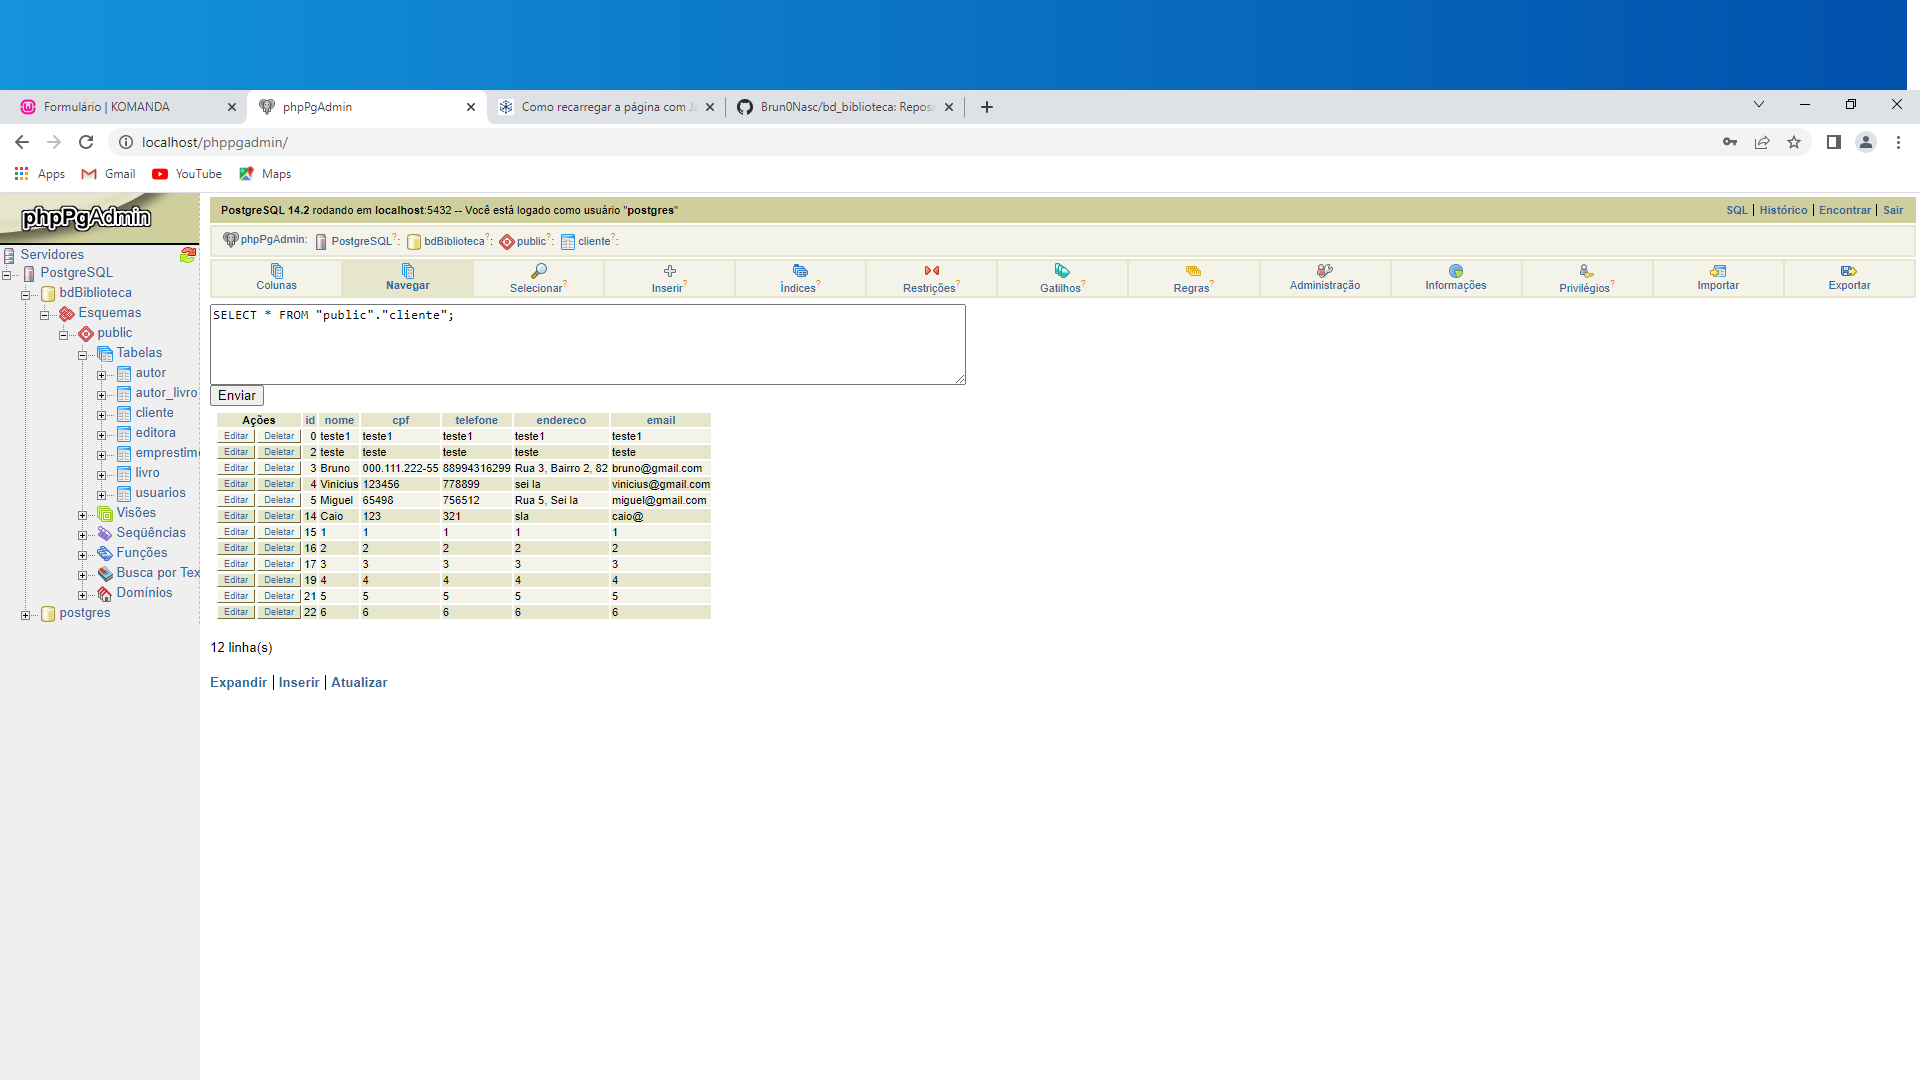 Formulário | KOMANDA
phpPgAdmin
Como recarregar a página com Ja
Brun0Nasc/bd_biblioteca: Reposi
localhost/phppgadmin/
Apps
Gmail
YouTube
Maps
phpPgAdmin
Servidores
PostgreSQL
bdBiblioteca
Esquemas
public
Tabelas
autor
autor_livro
cliente
editora
emprestim
livro
usuarios
Visões
Seqüências
Funções
Busca por Tex
Domínios
postgres
PostgreSQL 14.2 rodando em localhost:5432 -- Você está logado como usuário "postgres"
SQL | Histórico | Encontrar | Sair
phpPgAdmin: PostgreSQL?: bdBiblioteca?: public?: cliente?:
Colunas Navegar Selecionar? Inserir? Índices? Restrições? Gatilhos? Regras? Administração Informações Privilégios? Importar Exportar
SELECT * FROM "public"."cliente";
Enviar
Ações id nome cpf telefone endereco email
Editar Deletar 0 teste1 teste1 teste1 teste1 teste1
Editar Deletar 2 teste teste teste teste teste
Editar Deletar 3 Bruno 000.111.222-55 88994316299 Rua 3, Bairro 2, 82 bruno@gmail.com
Editar Deletar 4 Vinicius 123456 778899 sei la vinicius@gmail.com
Editar Deletar 5 Miguel 65498 756512 Rua 5, Sei la miguel@gmail.com
Editar Deletar 14 Caio 123 321 sla caio@
Editar Deletar 15 1 1 1 1 1
Editar Deletar 16 2 2 2 2 2
Editar Deletar 17 3 3 3 3 3
Editar Deletar 19 4 4 4 4 4
Editar Deletar 21 5 5 5 5 5
Editar Deletar 22 6 6 6 6 6
12 linha(s)
Expandir | Inserir | Atualizar